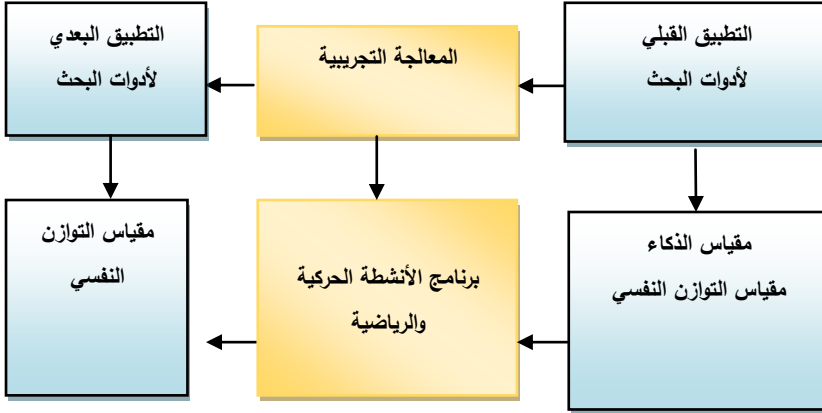 التطبيق القبلي
لأدوات البحث
المعالجة التجريبية
التطبيق البعدي
لأدوات البحث
مقياس الذكاء
مقياس التوازن النفسي
برنامج الأنشطة الحركية
والرياضية
مقياس التوازن
النفسي